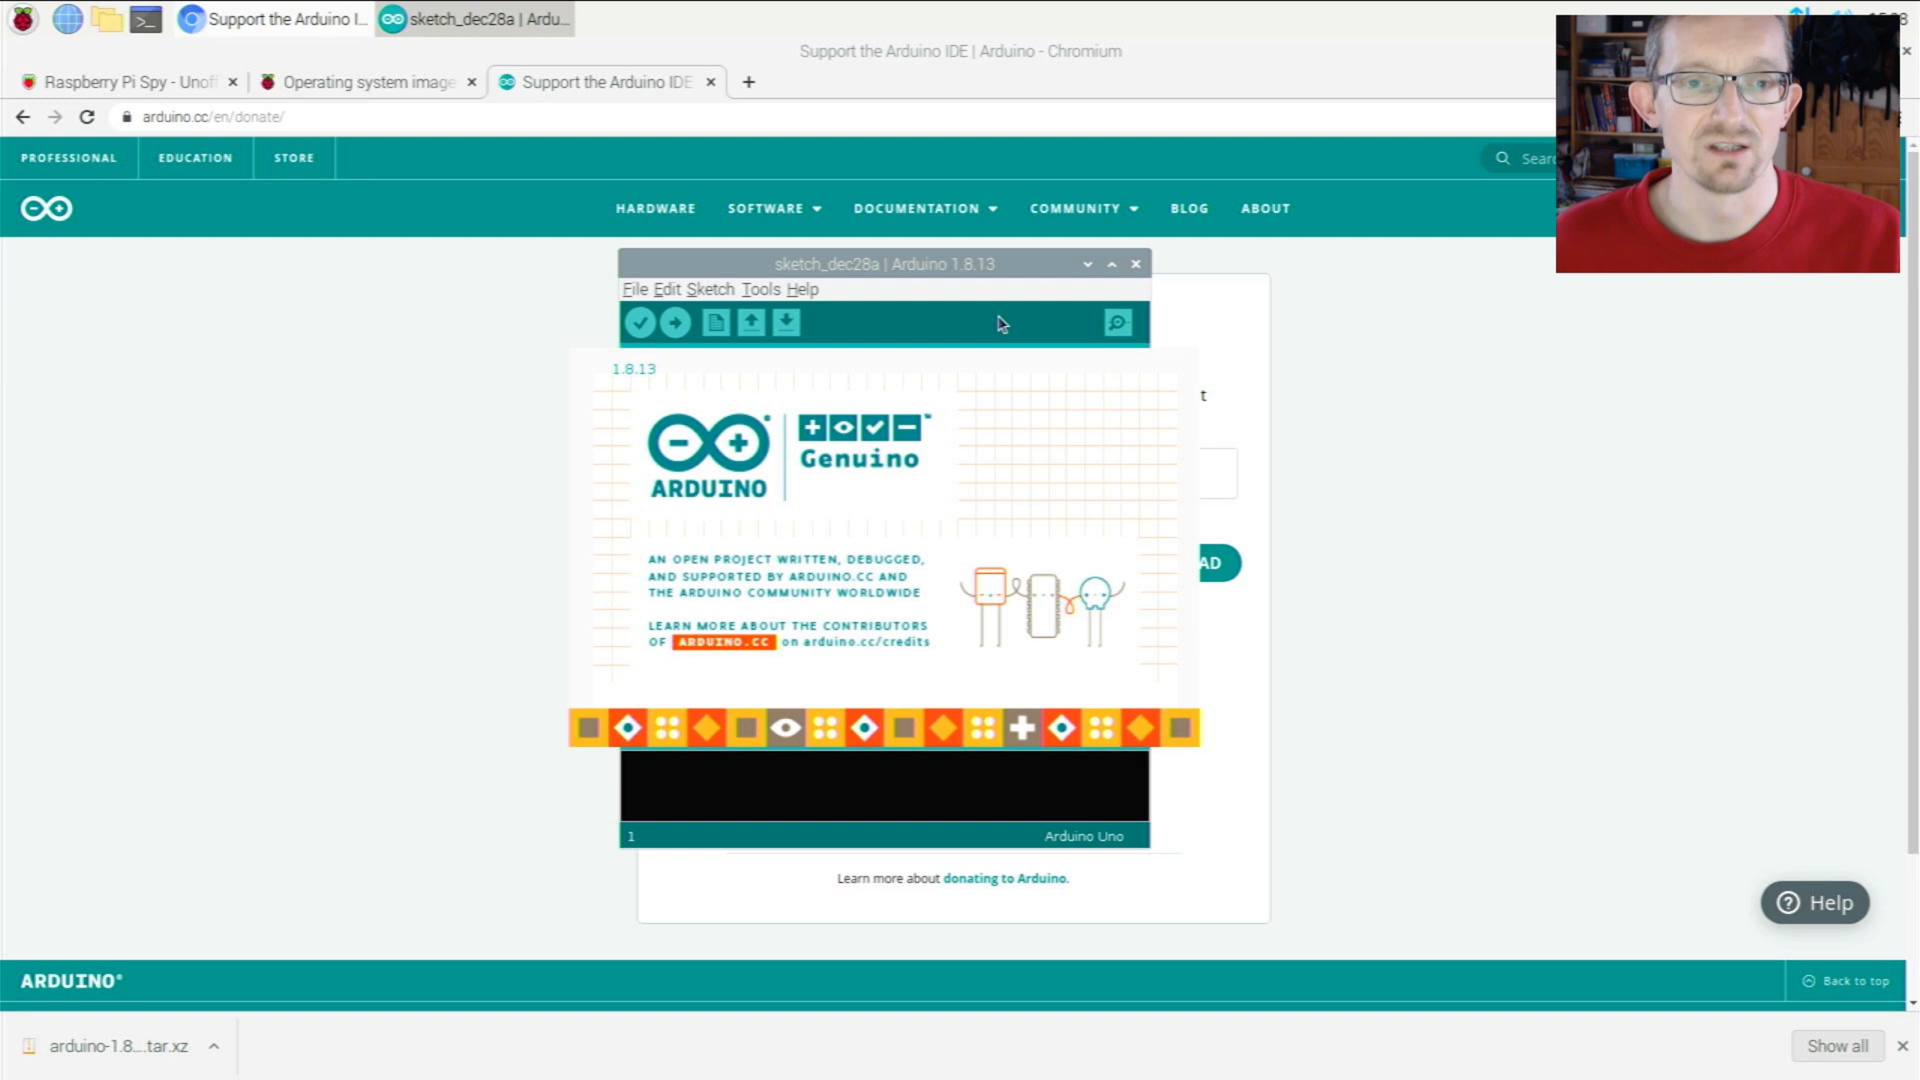 Support the Arduino I...
sketch_dec28a | Ardu...
Support the Arduino IDE | Arduino - Chromium
Raspberry Pi Spy - Unoff
Operating system image
Support the Arduino IDE
arduino.cc/en/donate/
PROFESSIONAL
EDUCATION
STORE
HARDWARE
SOFTWARE
DOCUMENTATION
COMMUNITY
BLOG
ABOUT
sketch_dec28a | Arduino 1.8.13
File Edit Sketch Tools Help
1.8.13
t
ARDUINO
Genuino
AD
AN OPEN PROJECT WRITTEN, DEBUGGED,
AND SUPPORTED BY ARDUINO.CC AND
THE ARDUINO COMMUNITY WORLDWIDE
LEARN MORE ABOUT THE CONTRIBUTORS
OF ARDUINO.CC on arduino.cc/credits
1
Arduino Uno
Learn more about donating to Arduino.
Help
ARDUINO®
Back to top
arduino-1.8....tar.xz
Show all